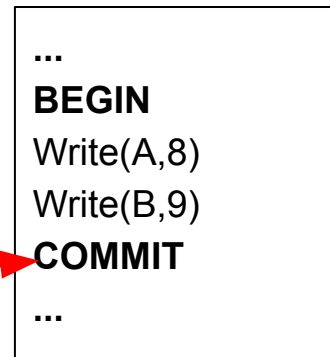 ...
BEGIN
Write(A,8)
Write(B,9)
COMMIT
...